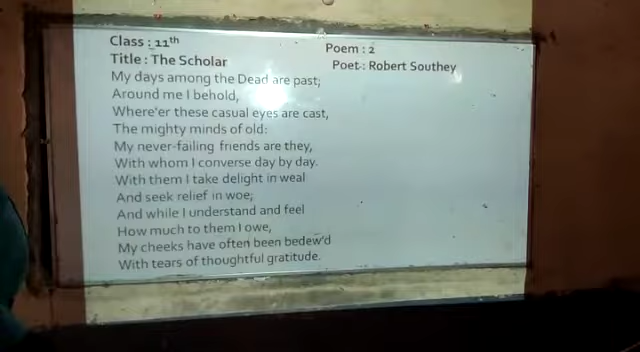 Class : 11th
Poem : 2
Title : The Scholar
Poet : Robert Southey
My days among the Dead are past;
Around me I behold,
Where'er these casual eyes are cast,
The mighty minds of old:
My never-failing friends are they,
With whom I converse day by day.
With them I take delight in weal
And seek relief in woe;
And while I understand and feel
How much to them I owe,
My cheeks have often been bedew'd
With tears of thoughtful gratitude.